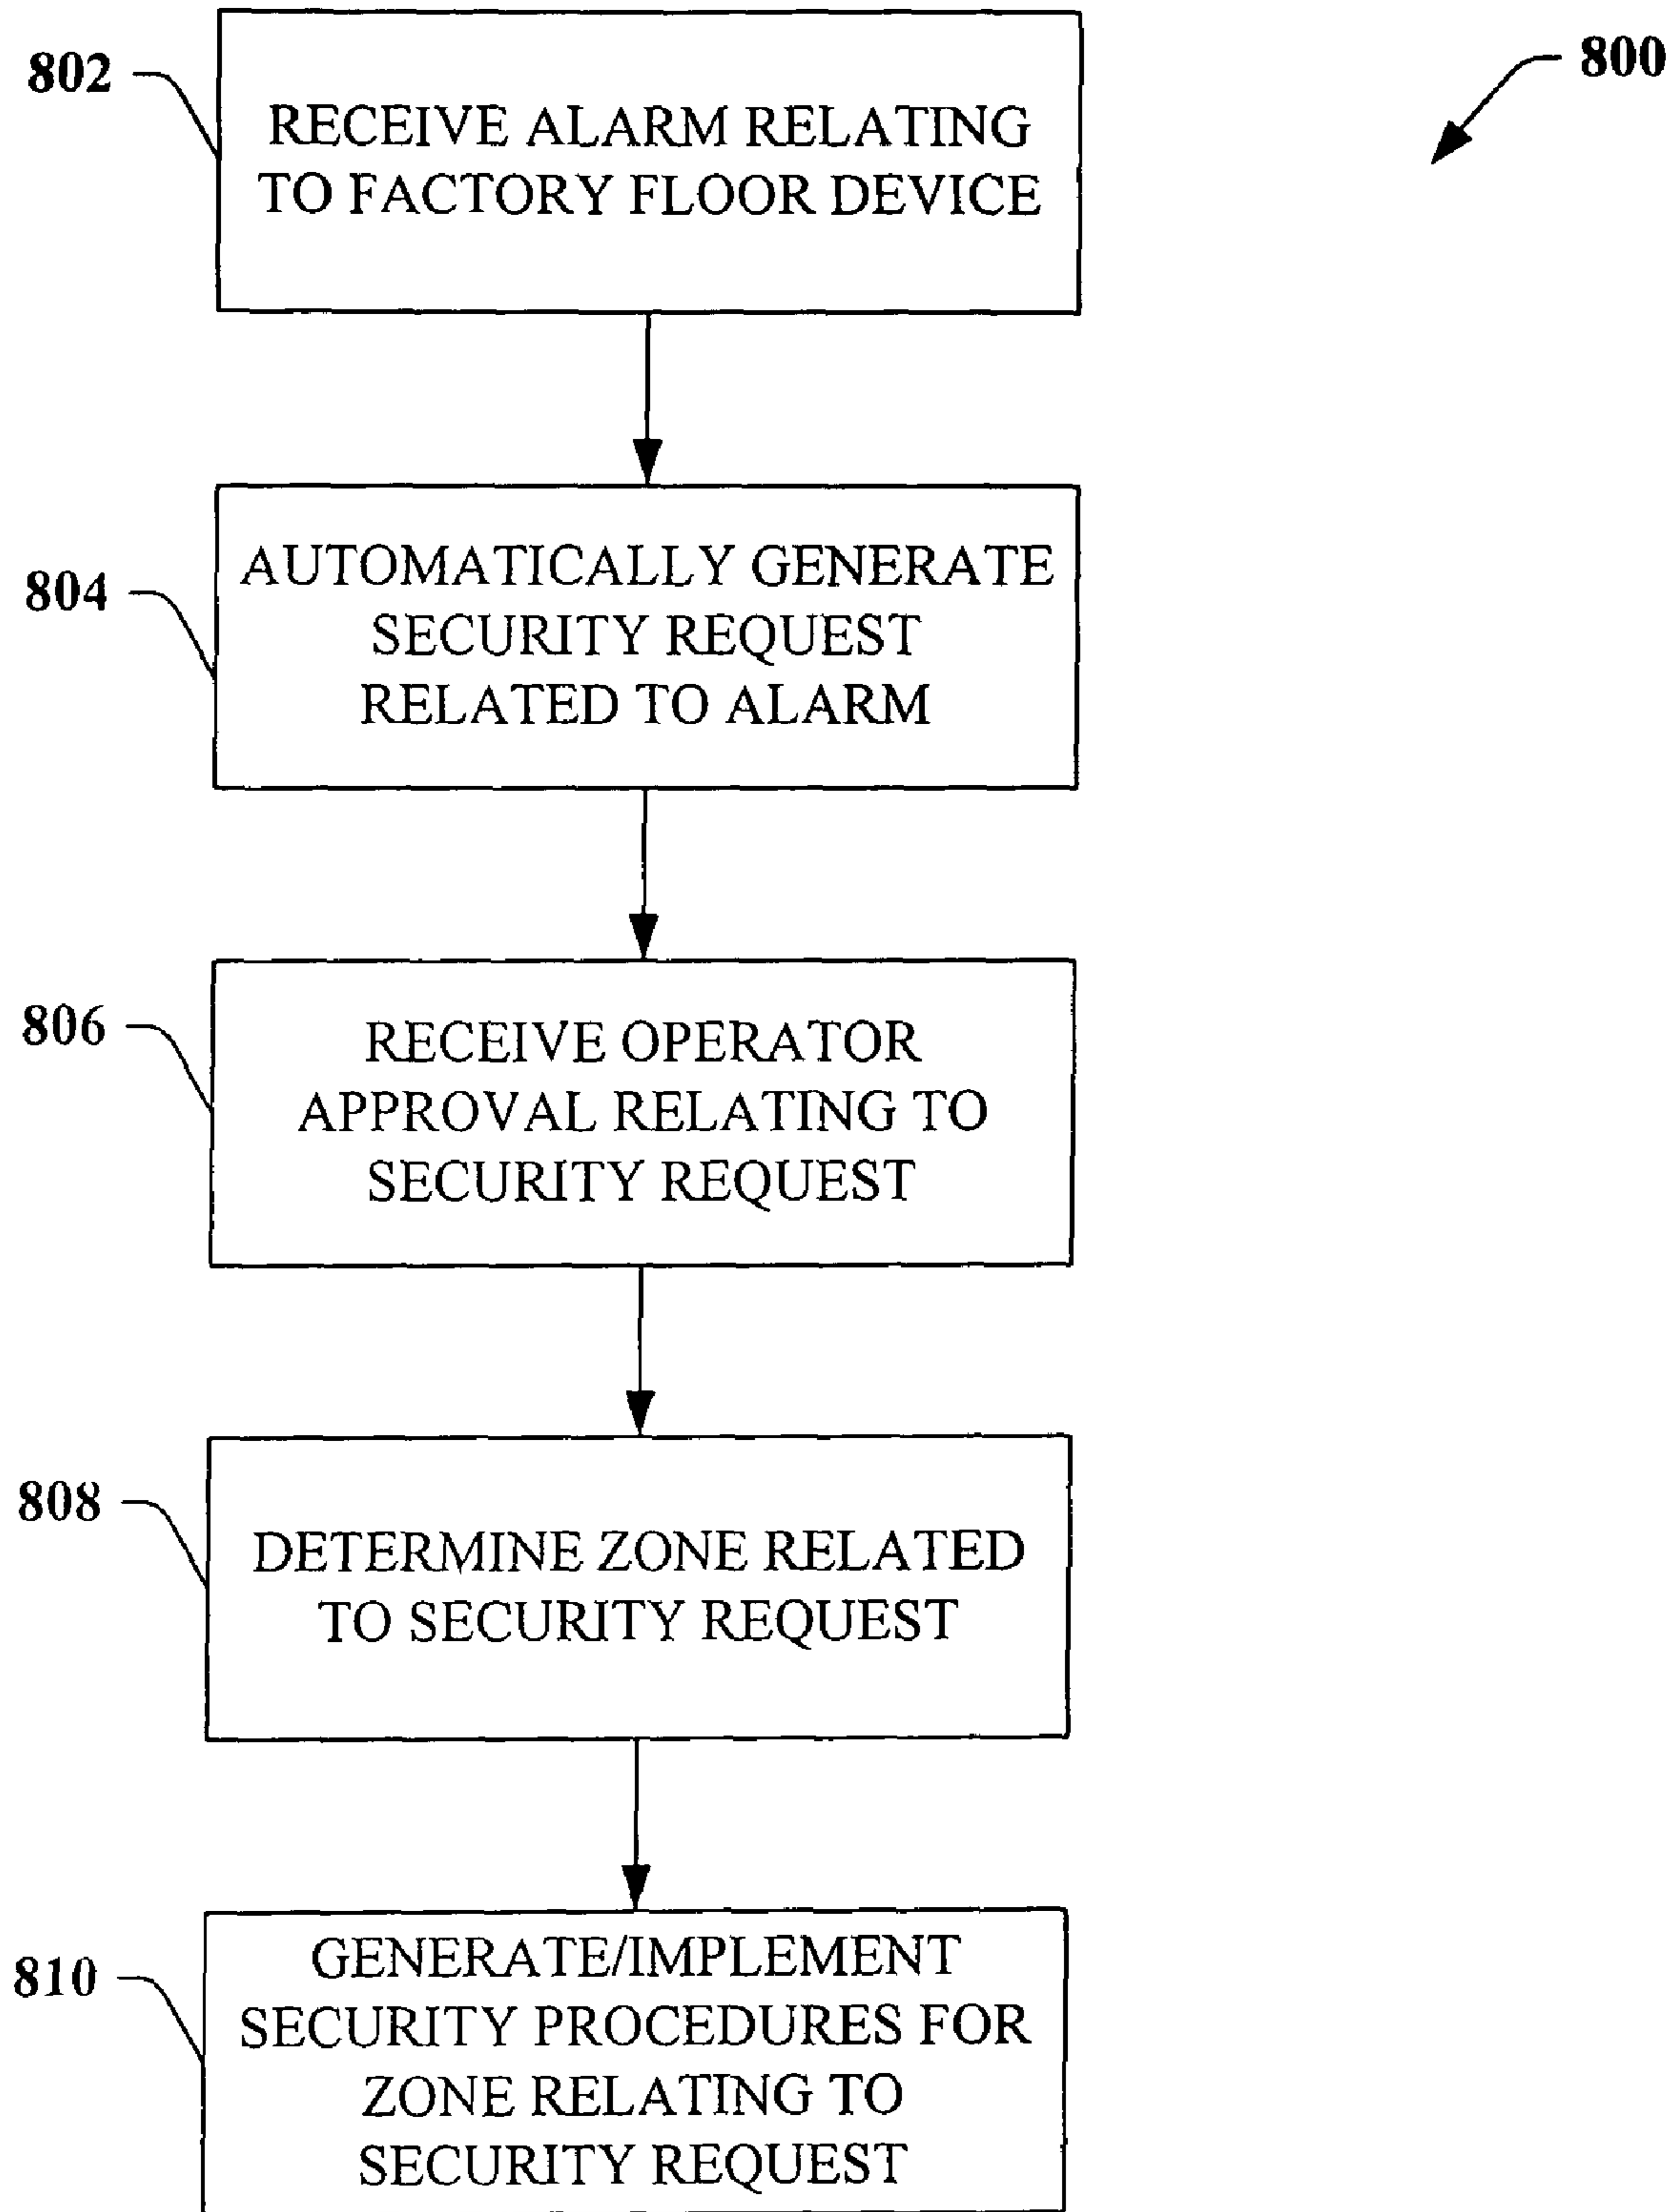 800
802
RECEIVE ALARM RELATING
TO FACTORY FLOOR DEVICE
804
AUTOMATICALLY GENERATE
SECURITY REQUEST
RELATED TO ALARM
806
RECEIVE OPERATOR
APPROVAL RELATING TO
SECURITY REQUEST
808
DETERMINE ZONE RELATED
TO SECURITY REQUEST
810
GENERATE/IMPLEMENT
SECURITY PROCEDURES FOR
ZONE RELATING TO
SECURITY REQUEST